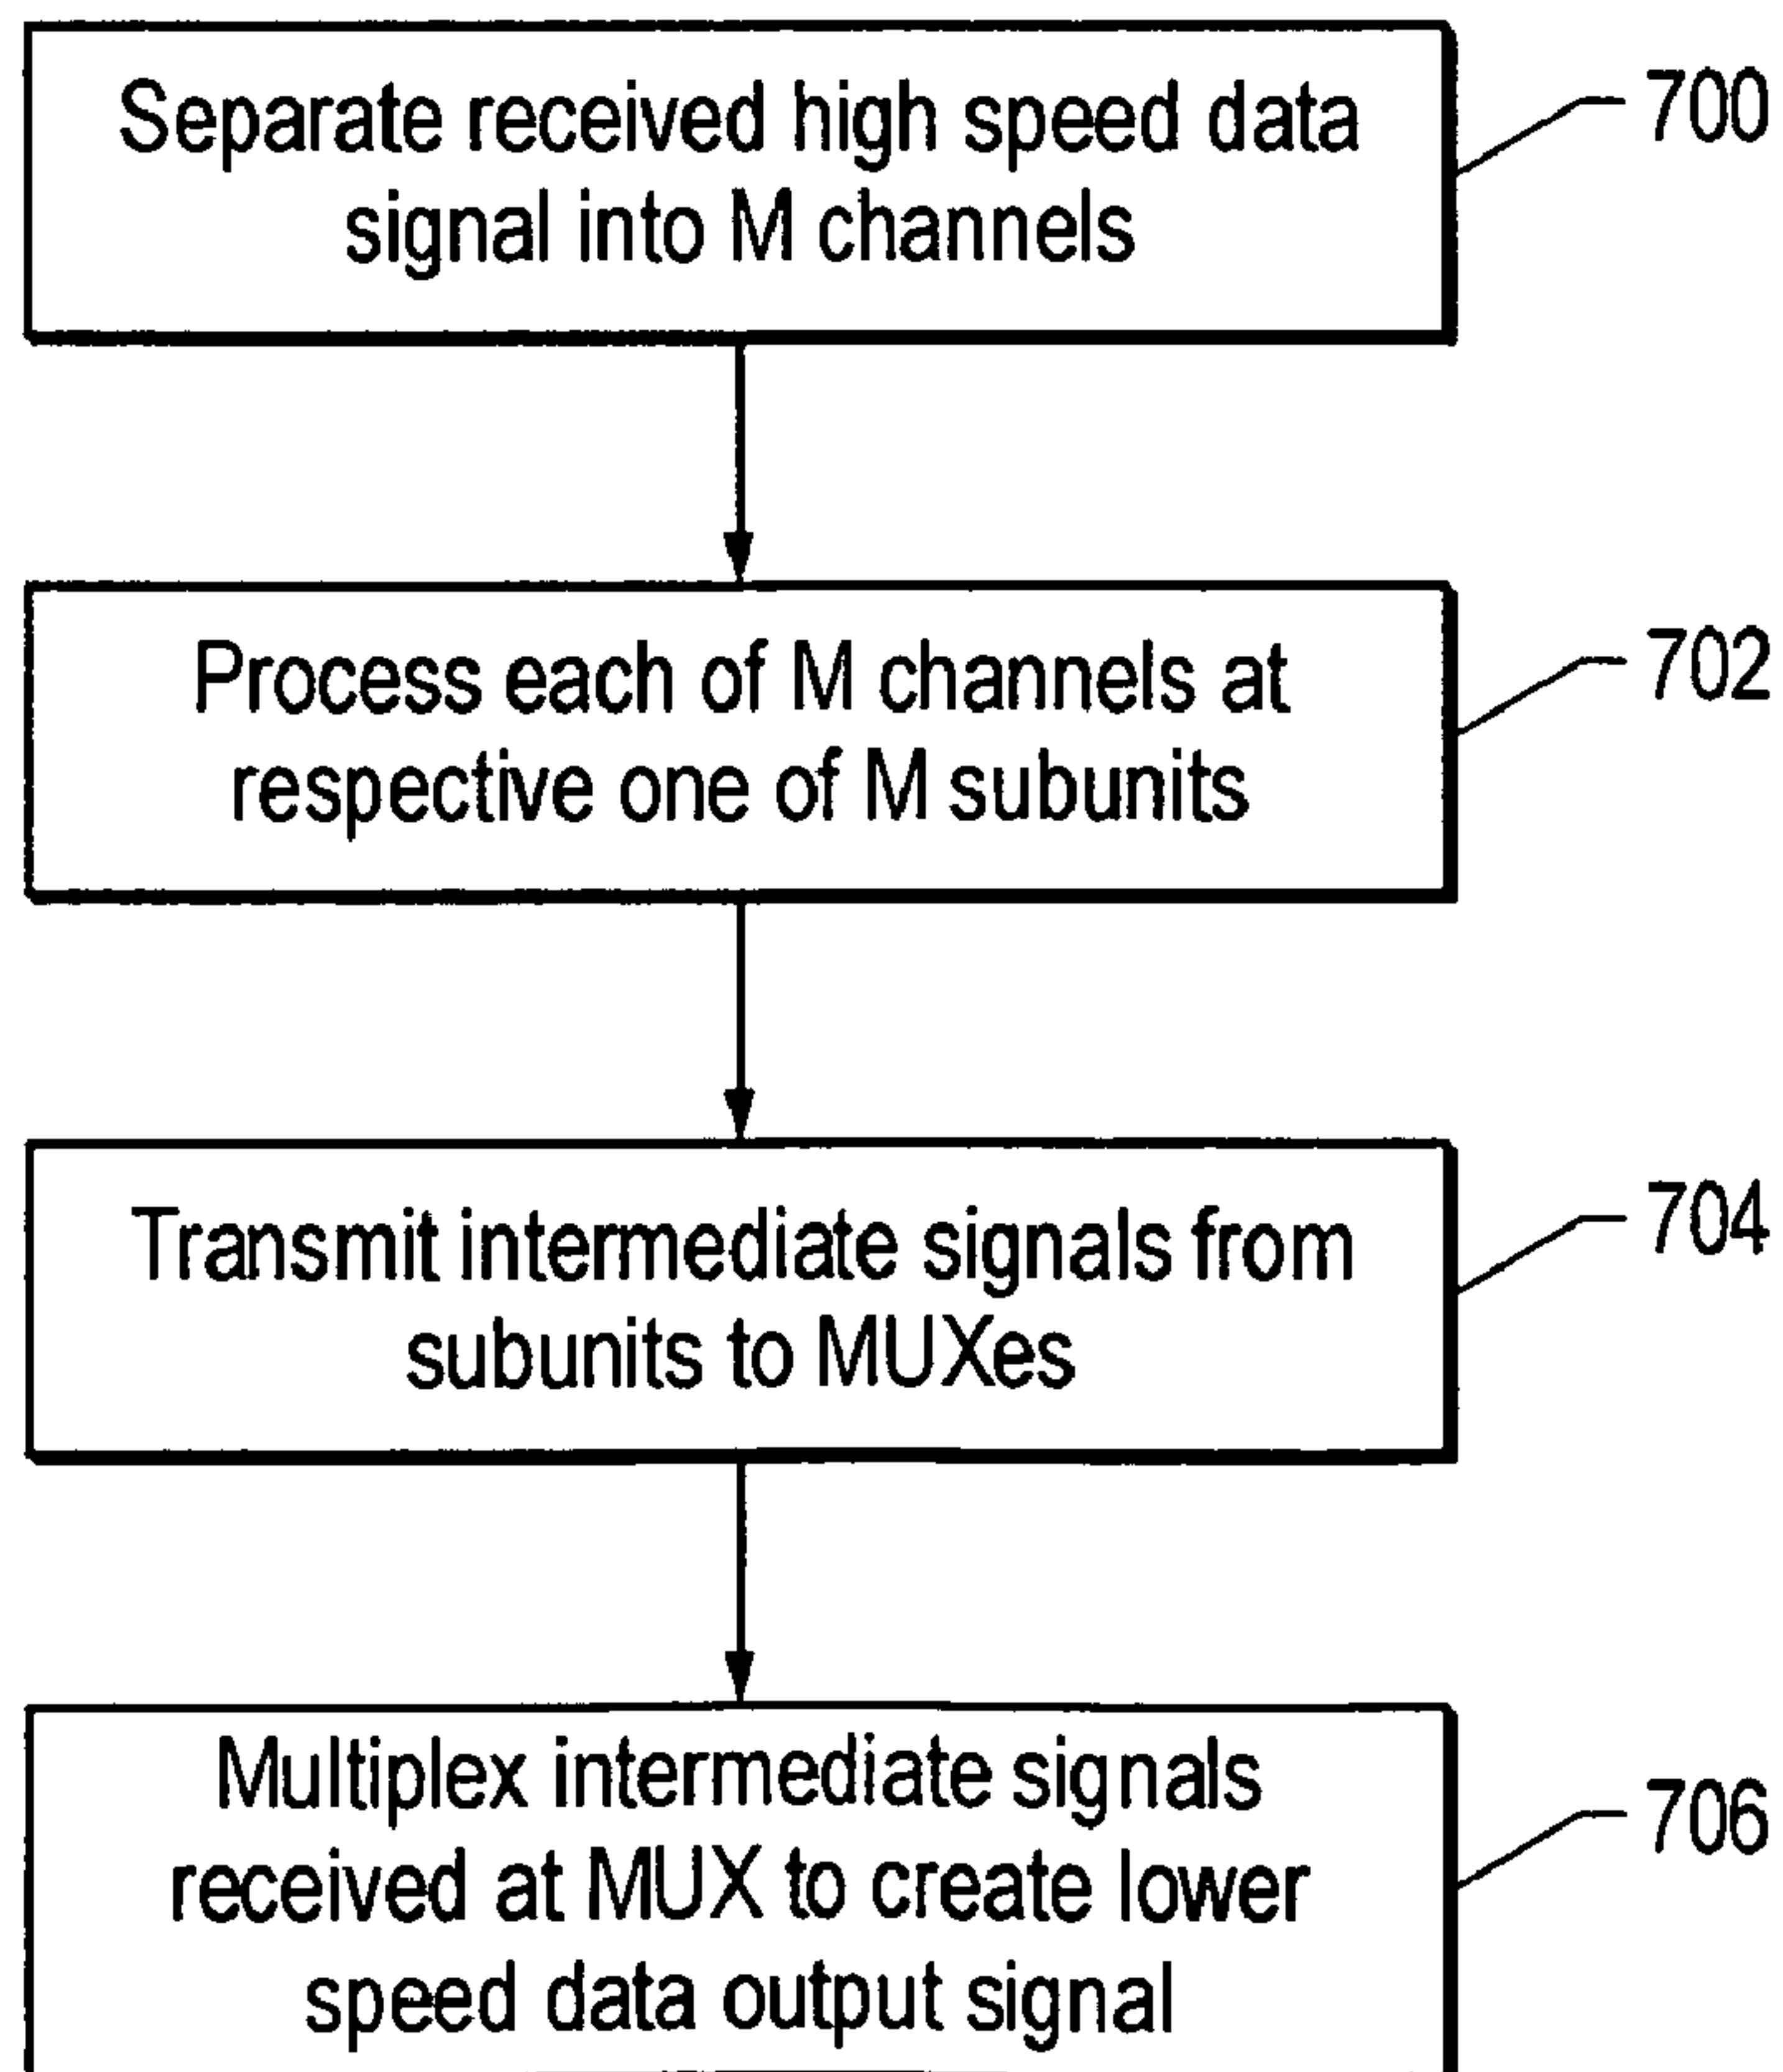 Separate received high speed data
signal into M channels
700
Process each of M channels at
respective one of M subunits
702
Transmit intermediate signals from
subunits to MUXes
704
Multiplex intermediate signals
received at MUX to create lower
speed data output signal
706